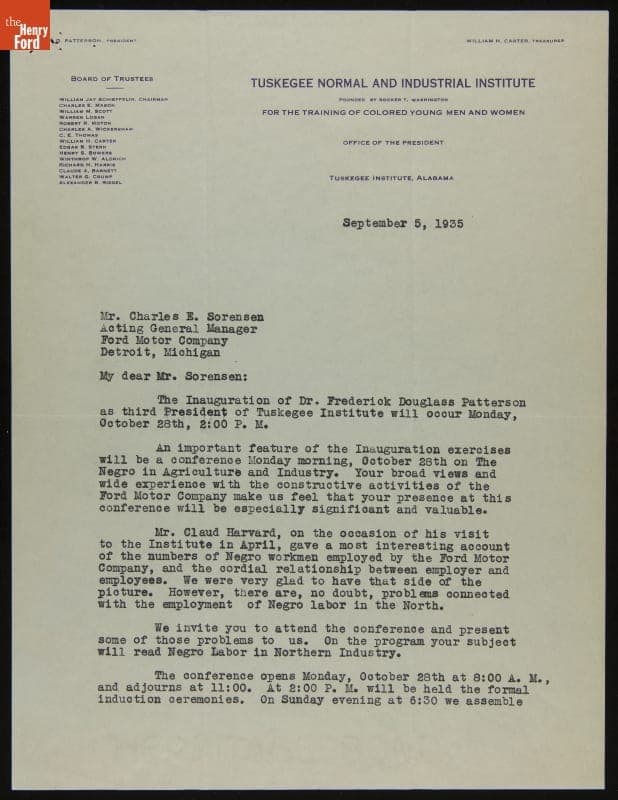 the
Henry
Ford
PATTERSON, PRESIDENT
WILLIAM H. CARTER, TREASURER
BOARD OF TRUSTEES
WILLIAM JAY SCHIEFFELIN, CHAIRMAN
CHARLES E. MASON
WILLIAM M. SCOTT
WARREN LOGAN
ROBERT R. MOTON
CHARLES A. WICKERSHAM
C. E. THOMAS
WILLIAM H. CARTER
EDGAR B. STERN
HENRY S. BOWERS
WINTHROP W. ALDRICH
RICHARD H. HARRIS
CLAUDE A. BARNETT
WALTER G. CRUMP
ALEXANDER B. SIEGEL
TUSKEGEE NORMAL AND INDUSTRIAL INSTITUTE
FOUNDED BY BOOKER T. WASHINGTON
FOR THE TRAINING OF COLORED YOUNG MEN AND WOMEN
OFFICE OF THE PRESIDENT
TUSKEGEE INSTITUTE, ALABAMA
September 5, 1935
Mr. Charles E. Sorensen
Acting General Manager
Ford Motor Company
Detroit, Michigan
My dear Mr. Sorensen:
The Inauguration of Dr. Frederick Douglass Patterson
as third President of Tuskegee Institute will occur Monday,
October 28th, 2:00 P. M.
An important feature of the Inauguration exercises
will be a conference Monday morning, October 28th on The
Negro in Agriculture and Industry. Your broad views and
wide experience with the constructive activities of the
Ford Motor Company make us feel that your presence at this
conference will be especially significant and valuable.
Mr. Claud Harvard, on the occasion of his visit
to the Institute in April, gave a most interesting account
of the numbers of Negro workmen employed by the Ford Motor
Company, and the cordial relationship between employer and
employees. We were very glad to have that side of the
picture. However, there are, no doubt, problems connected
with the employment of Negro labor in the North.
We invite you to attend the conference and present
some of those problems to us. On the program your subject
will read Negro Labor in Northern Industry.
The conference opens Monday, October 28th at 8:00 A. M.,
and adjourns at 11:00. At 2:00 P. M. will be held the formal
induction ceremonies. On Sunday evening at 6:30 we assemble